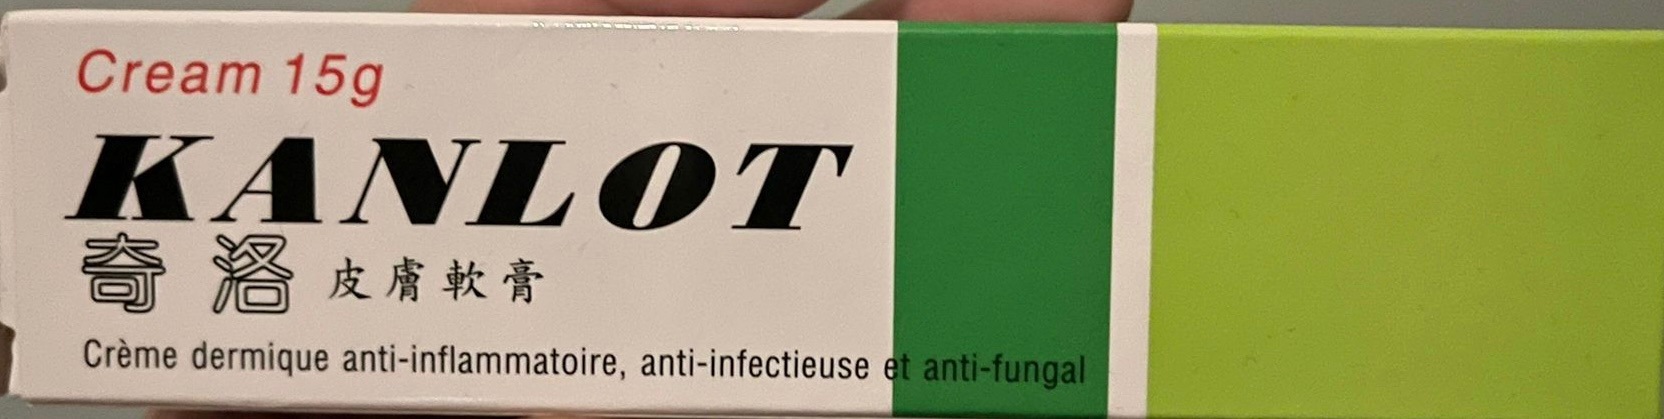 Cream 15g
KANLOT
奇洛 皮膚軟膏
Crème dermique anti-inflammatoire, anti-infectieuse et anti-fungal